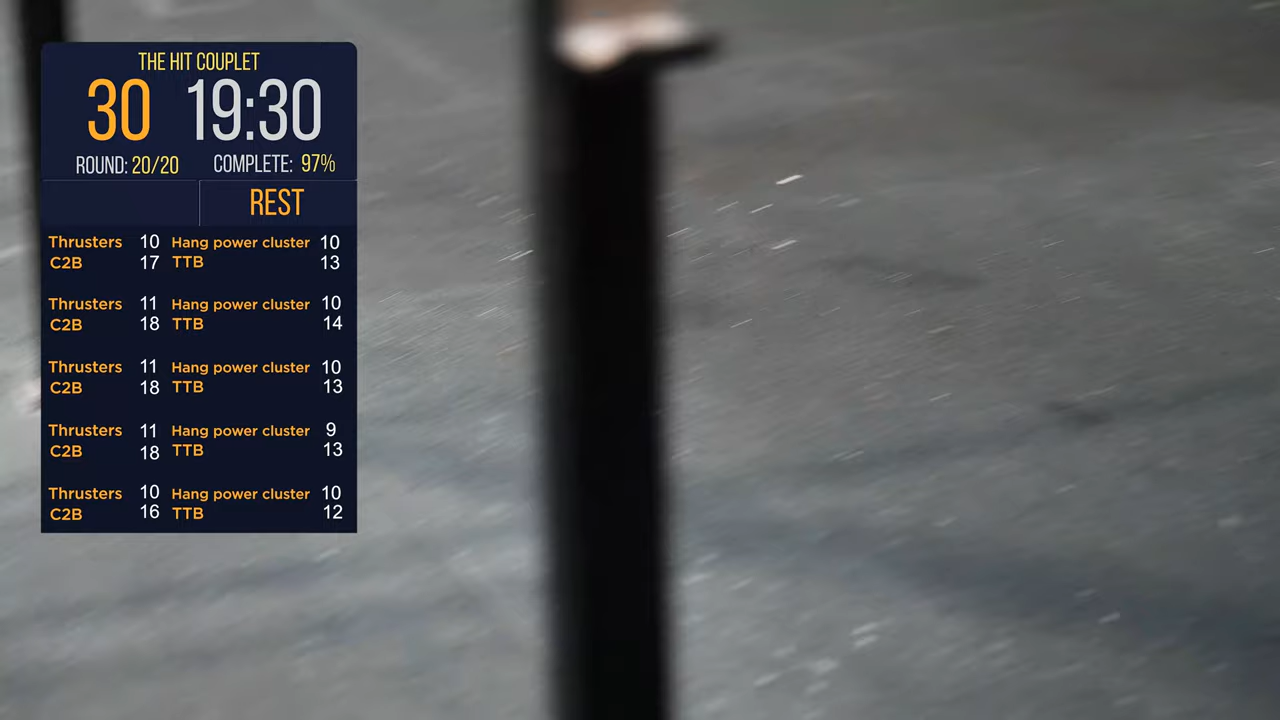 THE HIT COUPLET
30 19:30
ROUND: 20/20 COMPLETE: 97%
REST
Thrusters 10 Hang power cluster 10
C2B 17 TTB 13
Thrusters 11 Hang power cluster 10
C2B 18 TTB 14
Thrusters 11 Hang power cluster 10
C2B 18 TTB 13
Thrusters 11 Hang power cluster 9
C2B 18 TTB 13
Thrusters 10 Hang power cluster 10
C2B 16 TTB 12